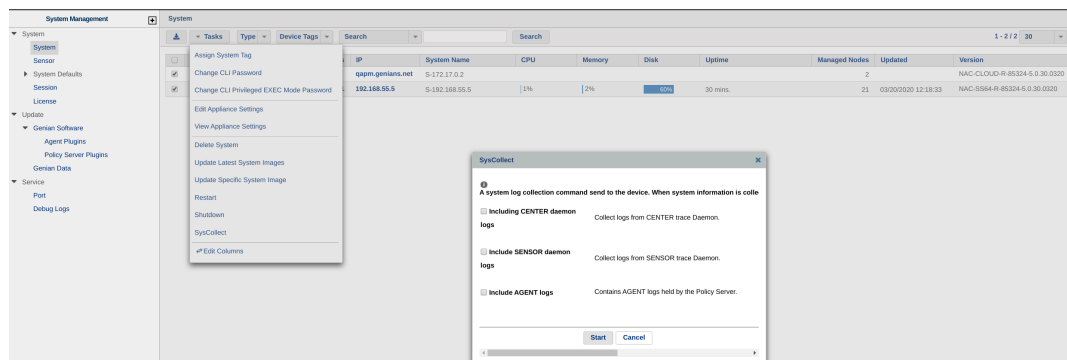 System Management
System
System
System
Sensor
System Defaults
Session
License
Update
Genian Software
Agent Plugins
Policy Server Plugins
Genian Data
Service
Port
Debug Logs
Tasks Type Device Tags Search Search 1 - 2 / 2 30
IP System Name CPU Memory Disk Uptime Managed Nodes Updated Version
qapm.genians.net S-172.17.0.2 2 NAC-CLOUD-R-85324-5.0.30.0320
192.168.55.5 S-192.168.55.5 1% 2% 60% 30 mins. 21 03/20/2020 12:18:33 NAC-SS64-R-85324-5.0.30.0320
Assign System Tag
Change CLI Password
Change CLI Privileged EXEC Mode Password
Edit Appliance Settings
View Appliance Settings
Delete System
Update Latest System Images
Update Specific System Image
Restart
Shutdown
SysCollect
Edit Columns
SysCollect
A system log collection command send to the device. When system information is colle
Including CENTER daemon
logs
Collect logs from CENTER trace Daemon.
Include SENSOR daemon
logs
Collect logs from SENSOR trace Daemon.
Include AGENT logs
Contains AGENT logs held by the Policy Server.
Start Cancel